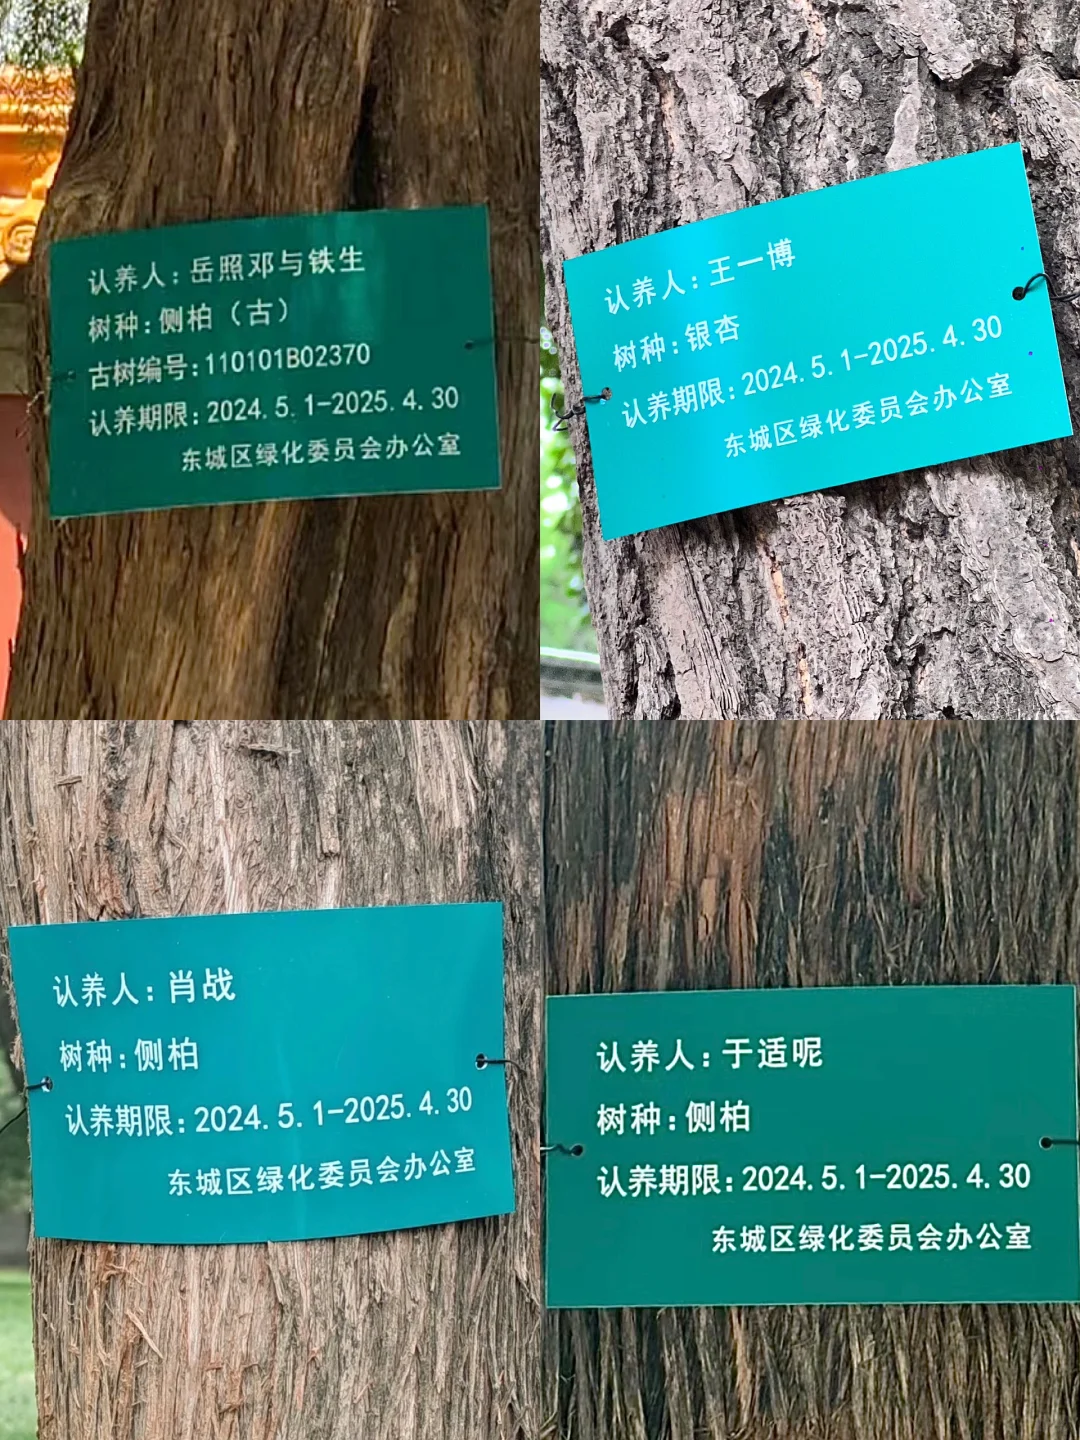 认养人:岳照邓与铁生
树种:侧柏（古）
古树编号:110101B02370
认养期限:2024.5.1-2025.4.30
东城区绿化委员会办公室
认养人:王一博
树种:银杏
认养期限:2024.5.1-2025.4.30
东城区绿化委员会办公室
认养人:肖战
树种:侧柏
认养期限:2024.5.1-2025.4.30
东城区绿化委员会办公室
认养人:于适呢
树种:侧柏
认养期限:2024.5.1-2025.4.30
东城区绿化委员会办公室